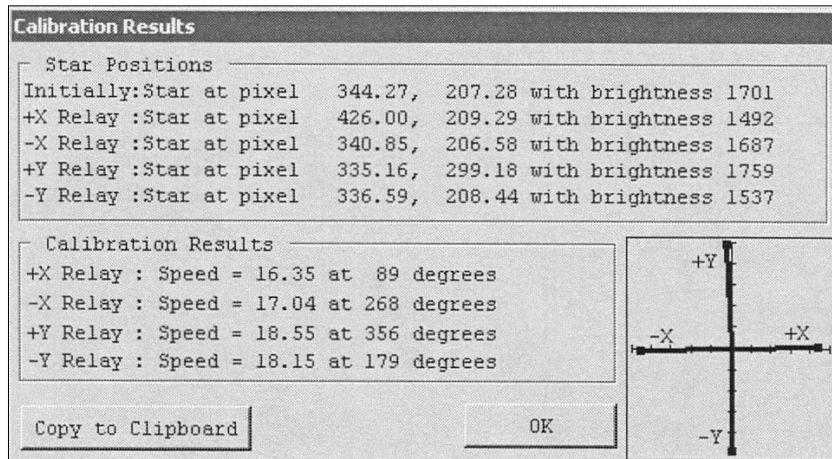 Calibration Results
Star Positions
Initially:Star at pixel 344.27, 207.28 with brightness 1701
+X Relay :Star at pixel 426.00, 209.29 with brightness 1492
-X Relay :Star at pixel 340.85, 206.58 with brightness 1687
+Y Relay :Star at pixel 335.16, 299.18 with brightness 1759
-Y Relay :Star at pixel 336.59, 208.44 with brightness 1537
Calibration Results
+X Relay : Speed = 16.35 at 89 degrees
-X Relay : Speed = 17.04 at 268 degrees
+Y Relay : Speed = 18.55 at 356 degrees
-Y Relay : Speed = 18.15 at 179 degrees
+Y
-X
+X
-Y
Copy to Clipboard
OK